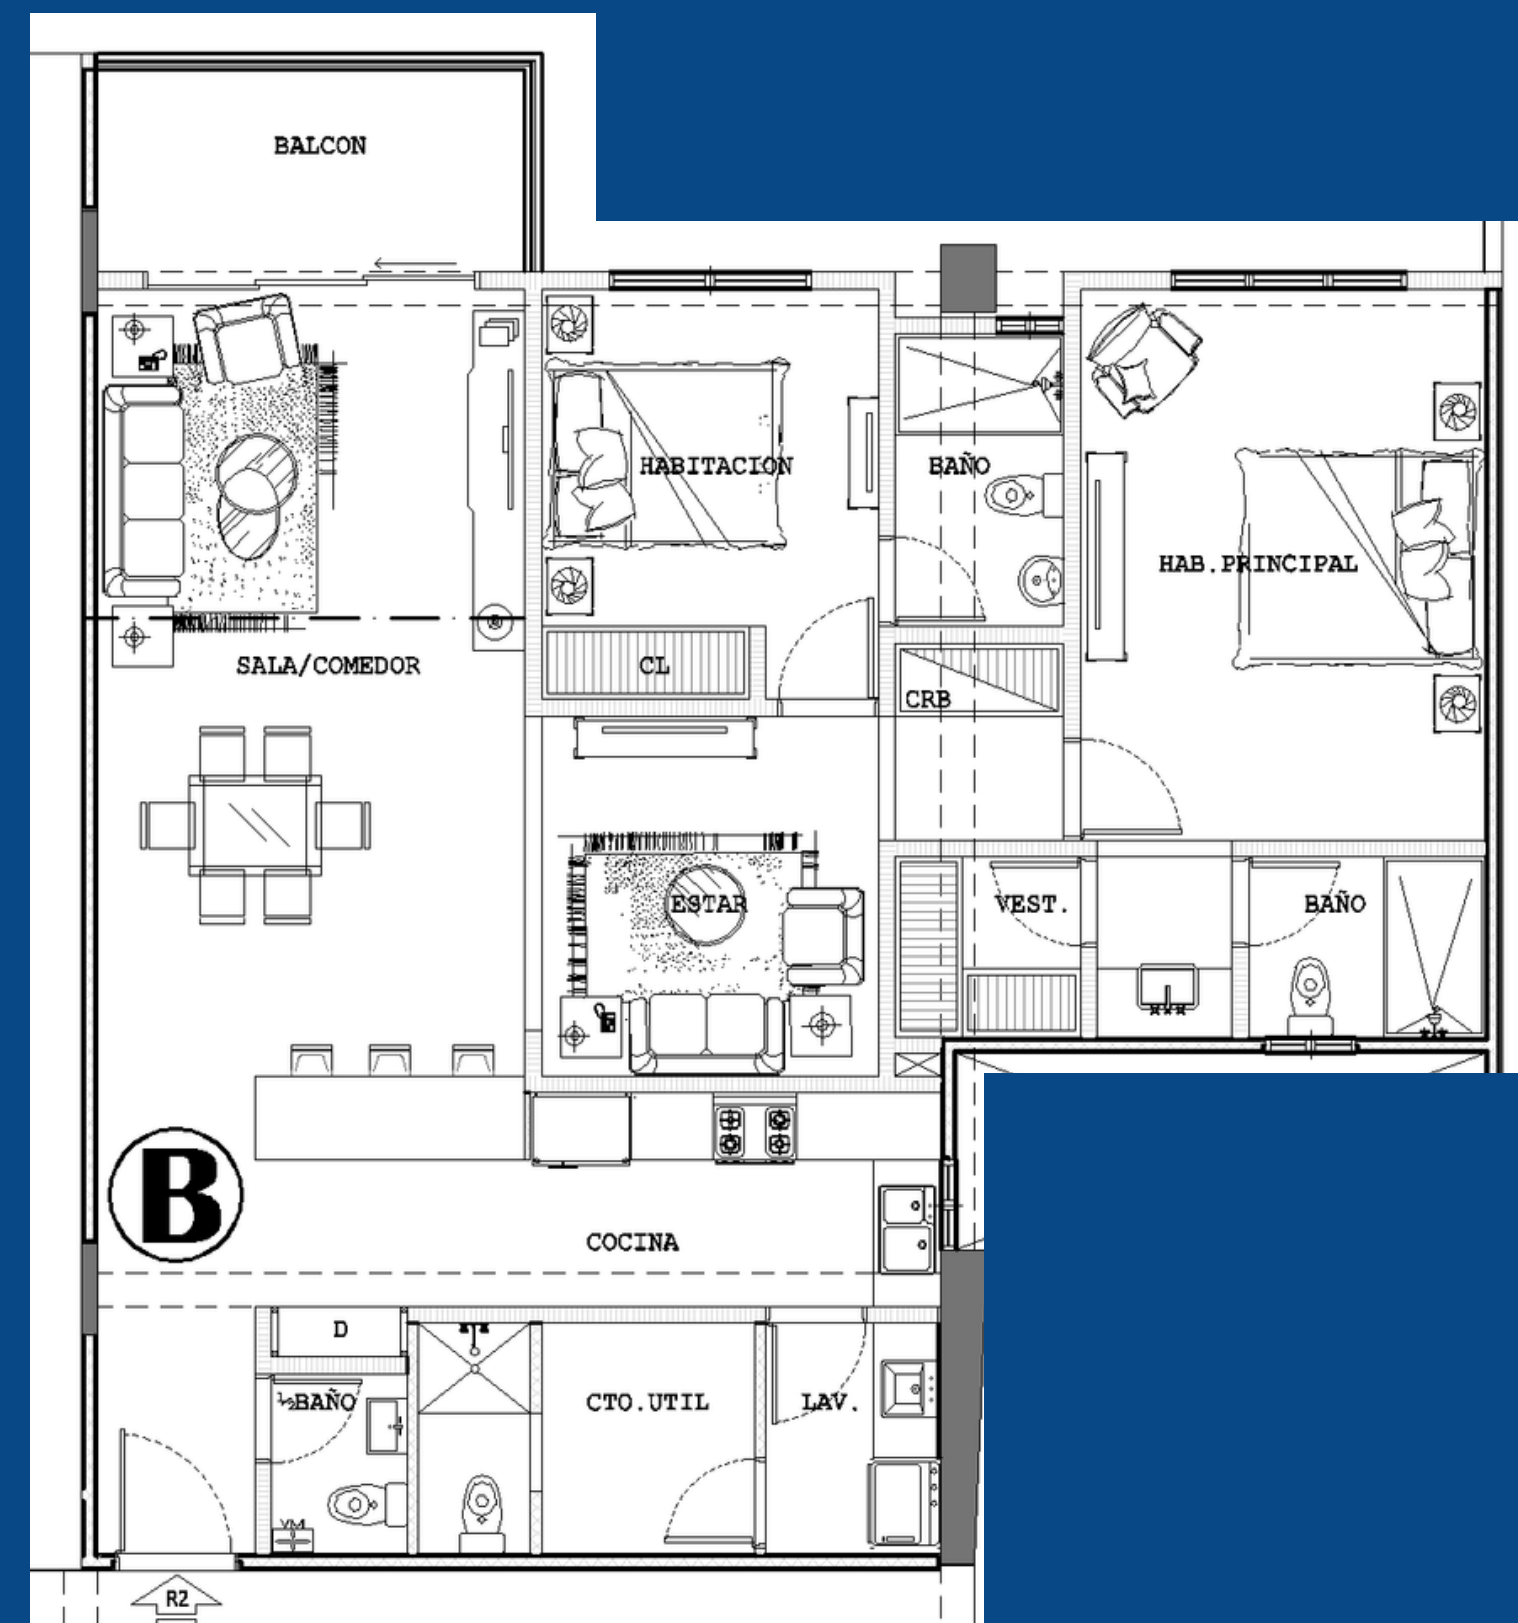 BALCON
HABITACION
BAÑO
HAB.PRINCIPAL
SALA/COMEDOR
CL
CRB
ESTAR
VEST.
BAÑO
B
COCINA
D
½BAÑO
CTO.UTIL
LAV.
VM
R2